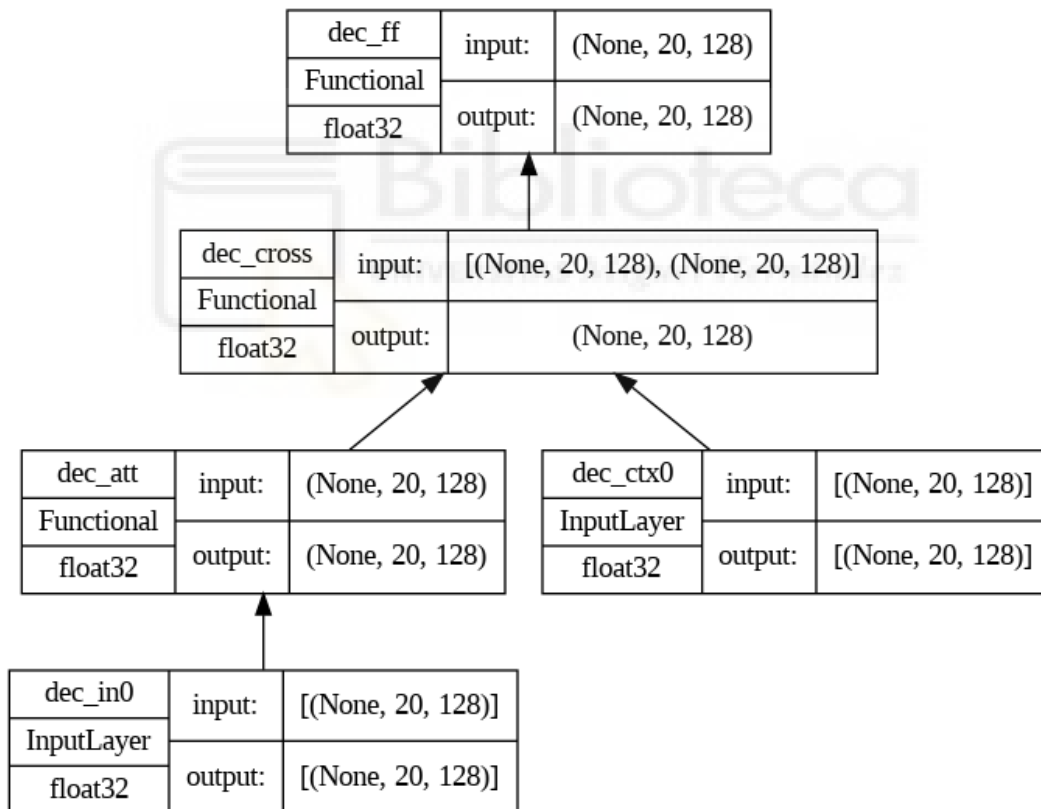 dec_ff
input:
(None, 20, 128)
Functional
float32
output:
(None, 20, 128)
Biblioteca
dec_cross
input:
[(None, 20, 128), (None, 20, 128)]
Functional
float32
output:
(None, 20, 128)
dec_att
input:
(None, 20, 128)
Functional
float32
output:
(None, 20, 128)
dec_ctx0
input:
[(None, 20, 128)]
InputLayer
float32
output:
[(None, 20, 128)]
dec_in0
input:
[(None, 20, 128)]
InputLayer
float32
output:
[(None, 20, 128)]